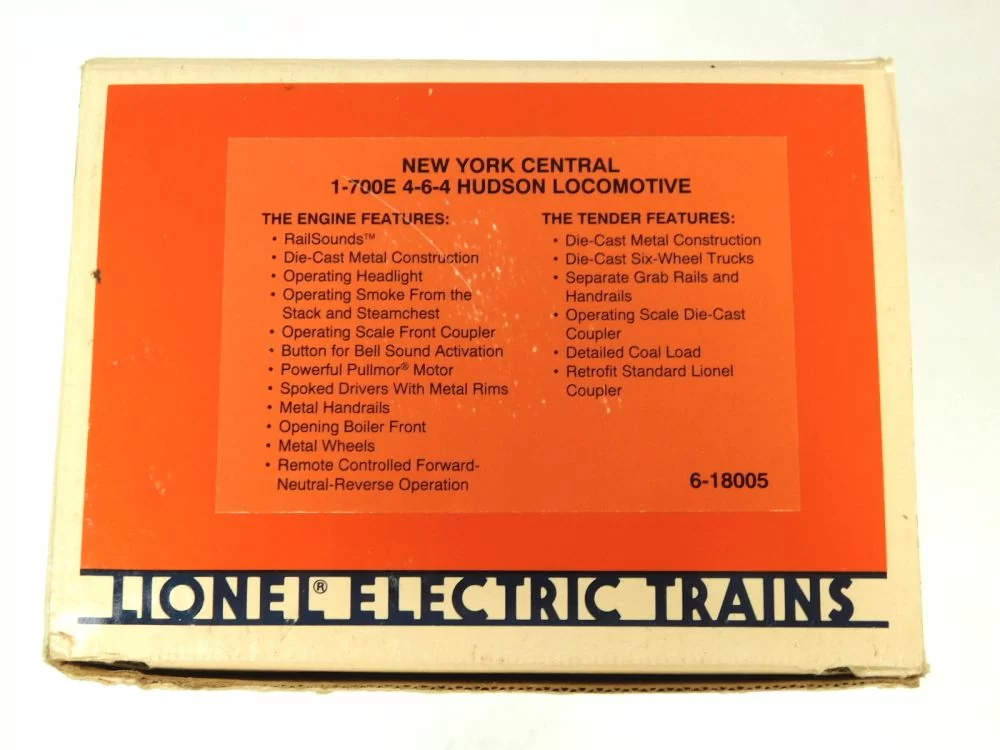 NEW YORK CENTRAL
1-700E 4-6-4 HUDSON LOCOMOTIVE
THE ENGINE FEATURES:
• RailSounds™
• Die-Cast Metal Construction
• Operating Headlight
• Operating Smoke From the
Stack and Steamchest
• Operating Scale Front Coupler
• Button for Bell Sound Activation
• Powerful Pullmor® Motor
• Spoked Drivers With Metal Rims
• Metal Handrails
• Opening Boiler Front
• Metal Wheels
• Remote Controlled Forward-
Neutral-Reverse Operation
THE TENDER FEATURES:
• Die-Cast Metal Construction
• Die-Cast Six-Wheel Trucks
• Separate Grab Rails and
Handrails
• Operating Scale Die-Cast
Coupler
• Detailed Coal Load
• Retrofit Standard Lionel
Coupler
6-18005
LIONEL® ELECTRIC TRAINS